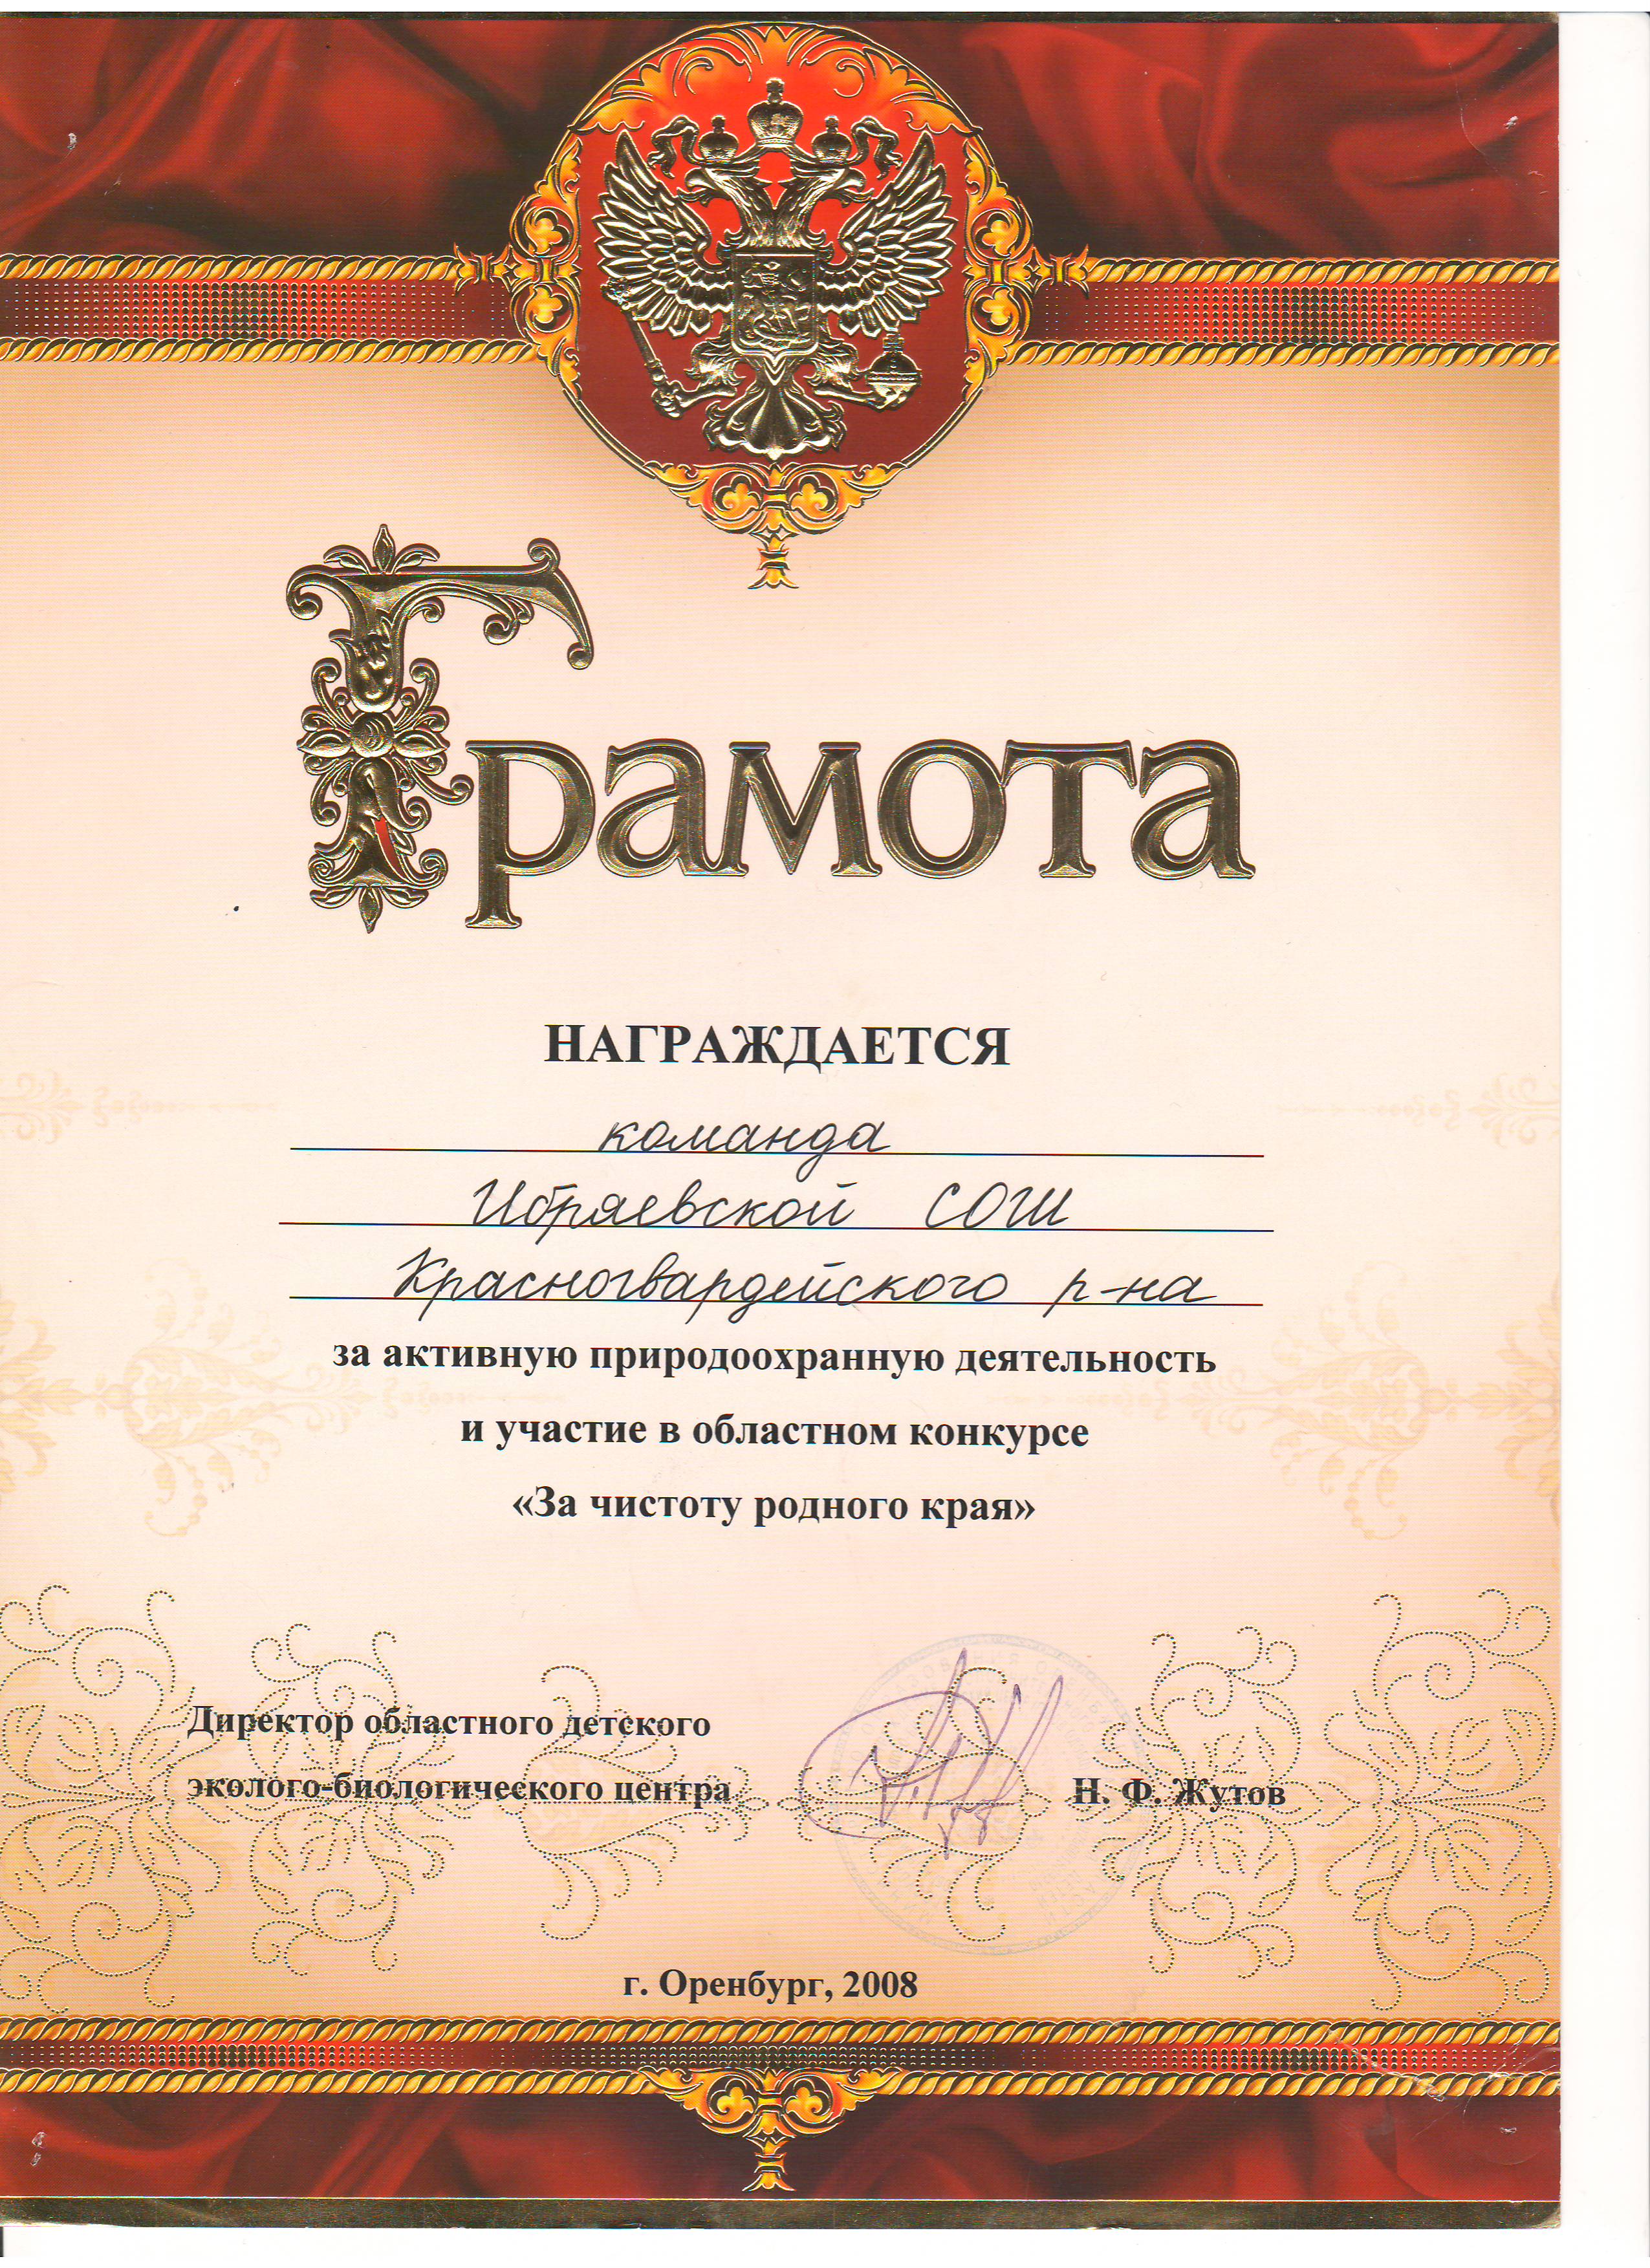 Грамота
НАГРАЖДАЕТСЯ
команда
Ибряевской СОШ
Красногвардейского р-на
за активную природоохранную деятельность
и участие в областном конкурсе
«За чистоту родного края»
Директор областного детского
эколого-биологического центра
Н. Ф. Жутов
г. Оренбург, 2008